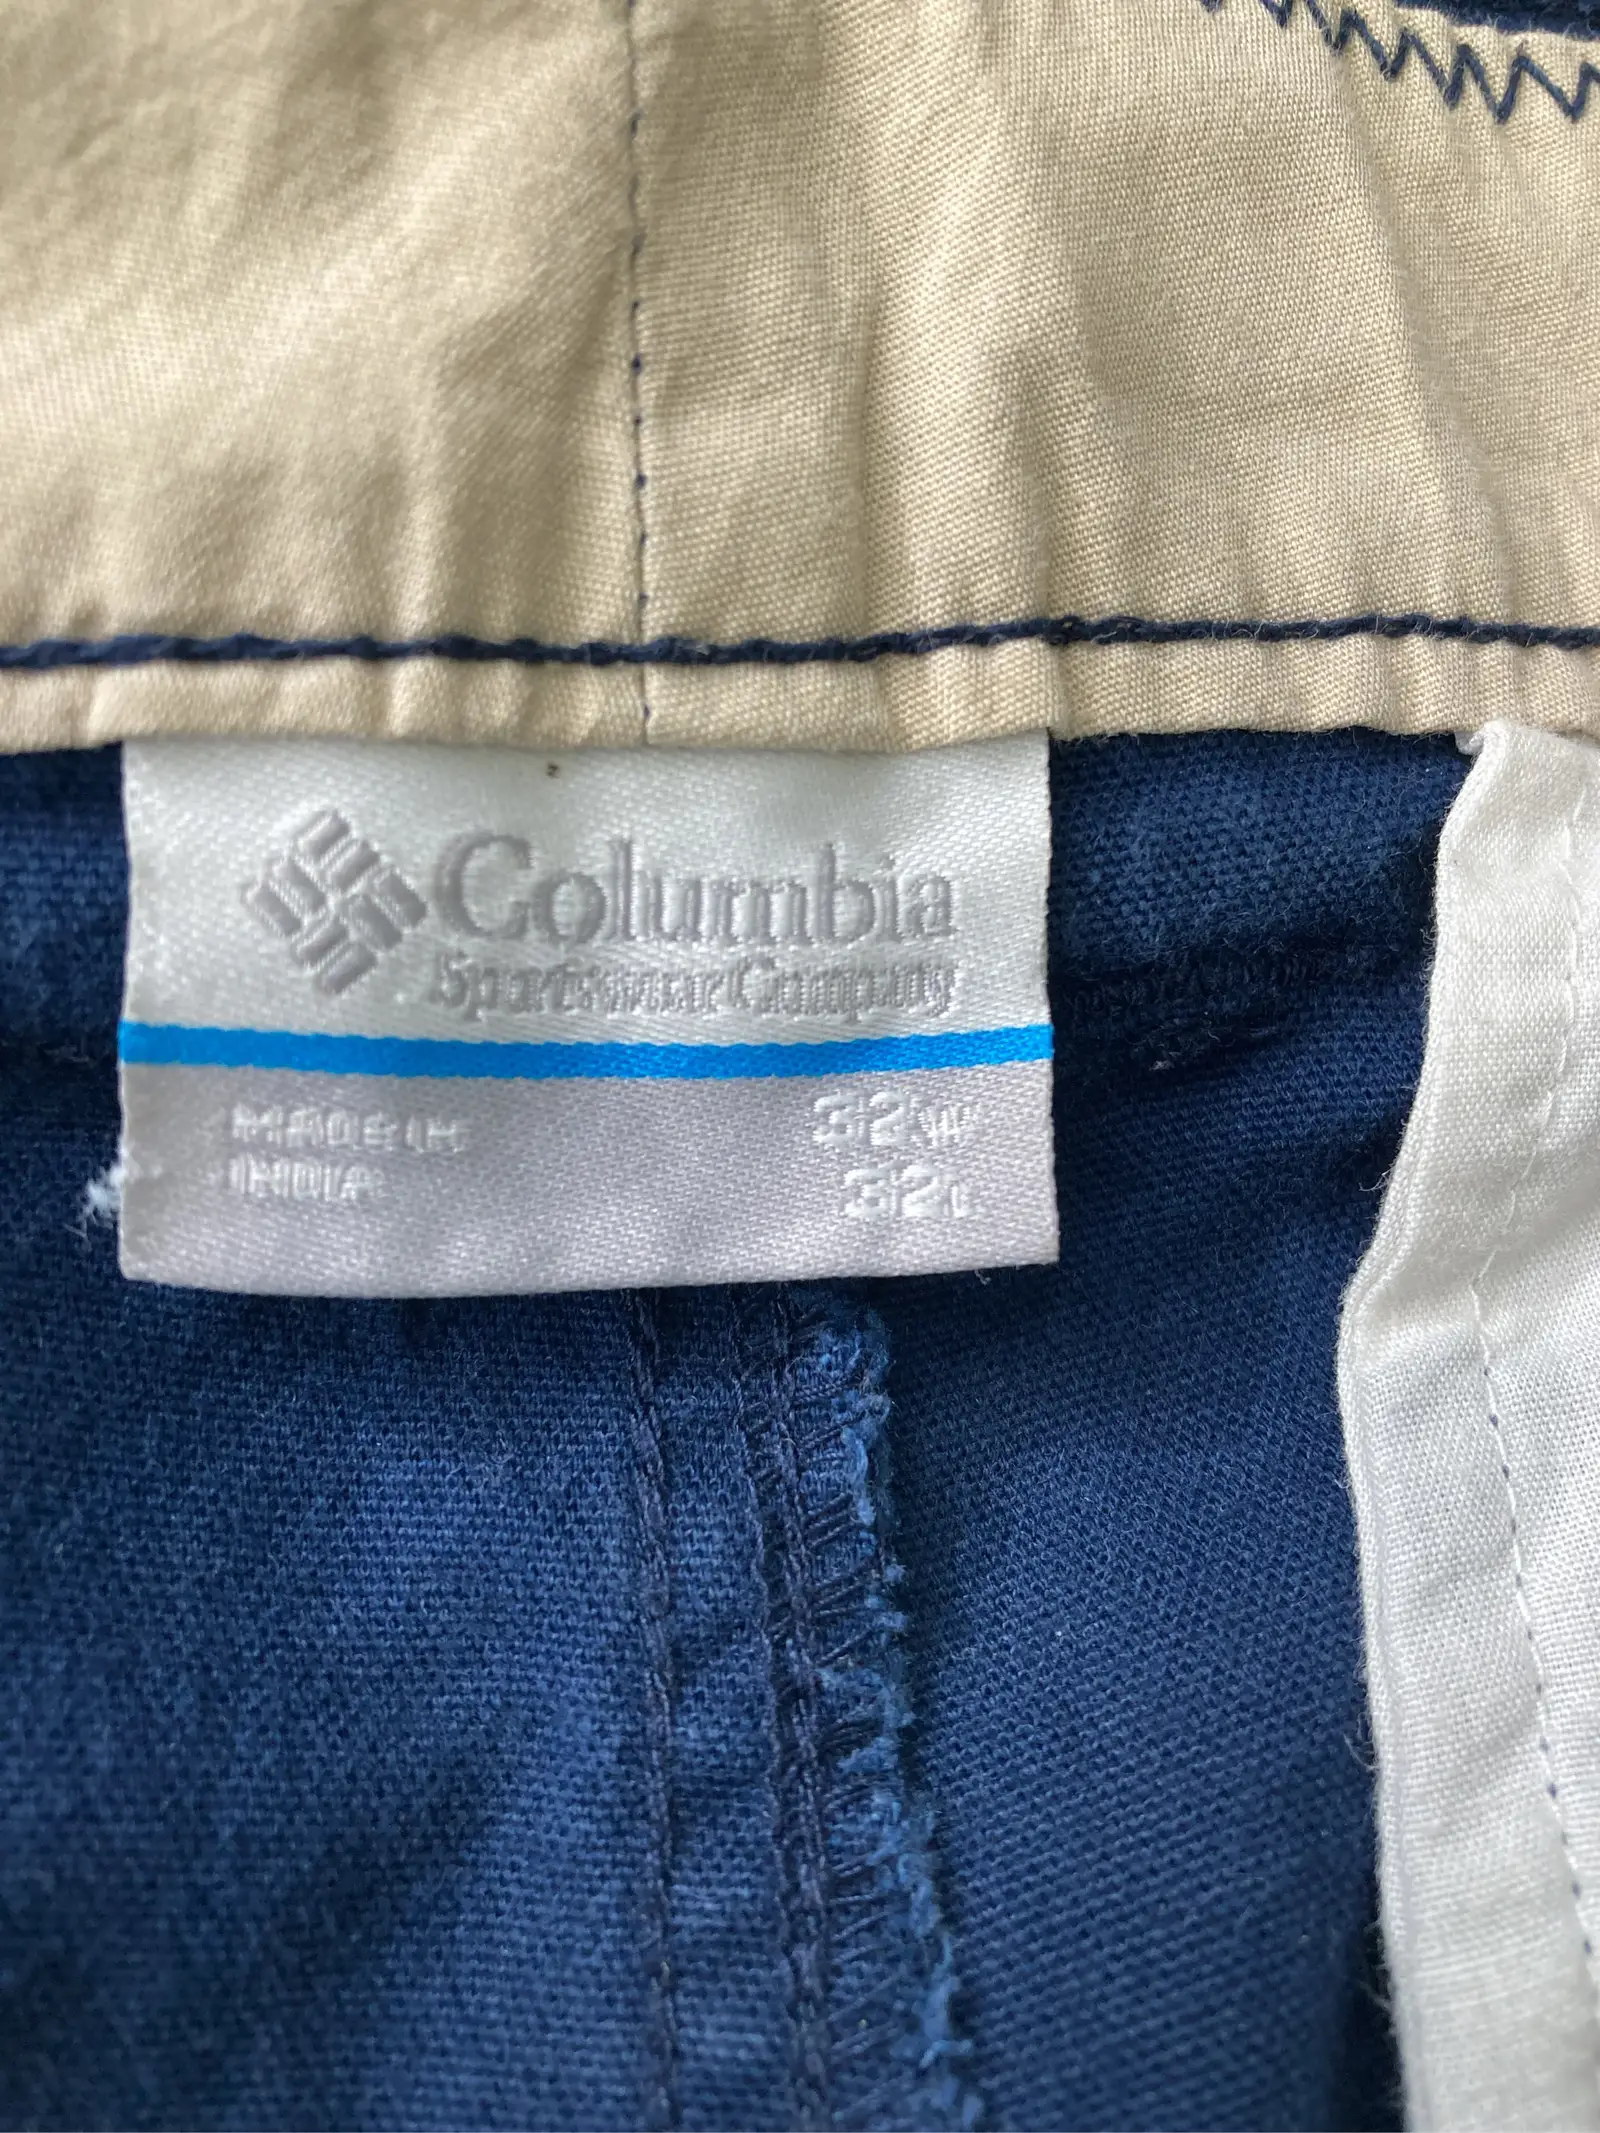 Columbia
Sportswear Company
MADE IN
INDIA
32W
32L